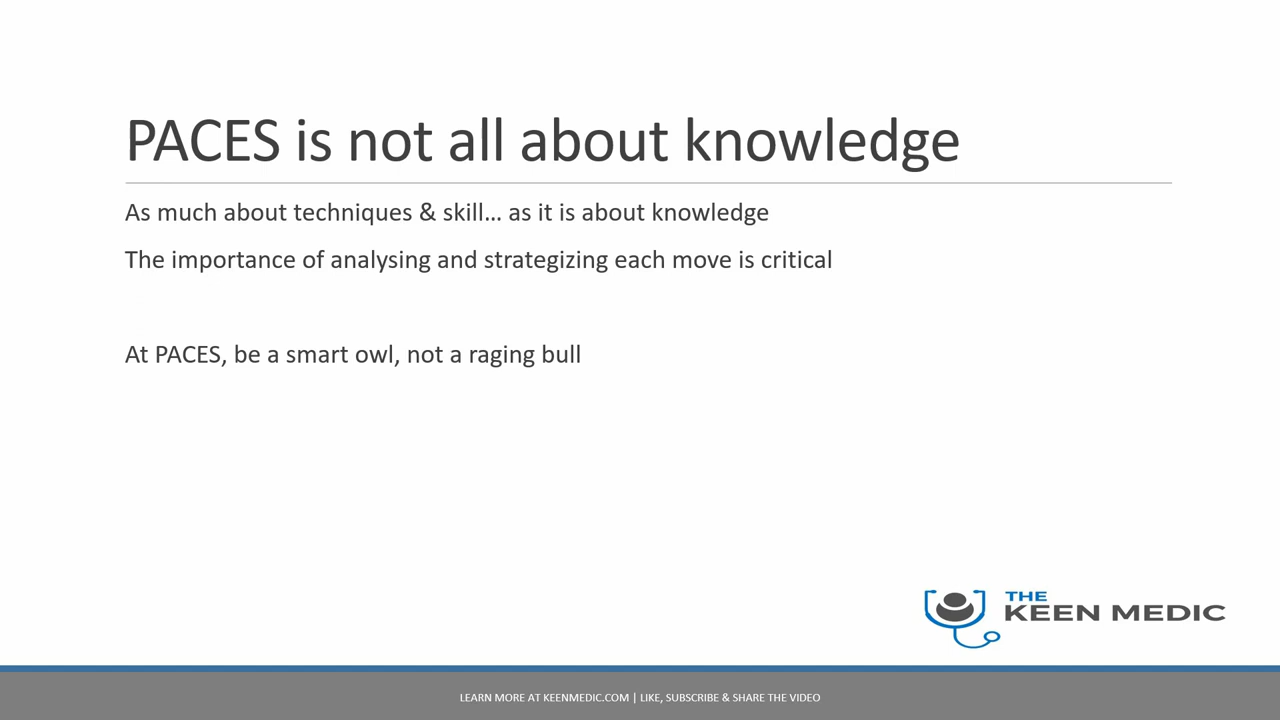 PACES is not all about knowledge
As much about techniques & skill... as it is about knowledge
The importance of analysing and strategizing each move is critical
At PACES, be a smart owl, not a raging bull
THE
KEEN MEDIC
LEARN MORE AT KEENMEDIC.COM | LIKE, SUBSCRIBE & SHARE THE VIDEO